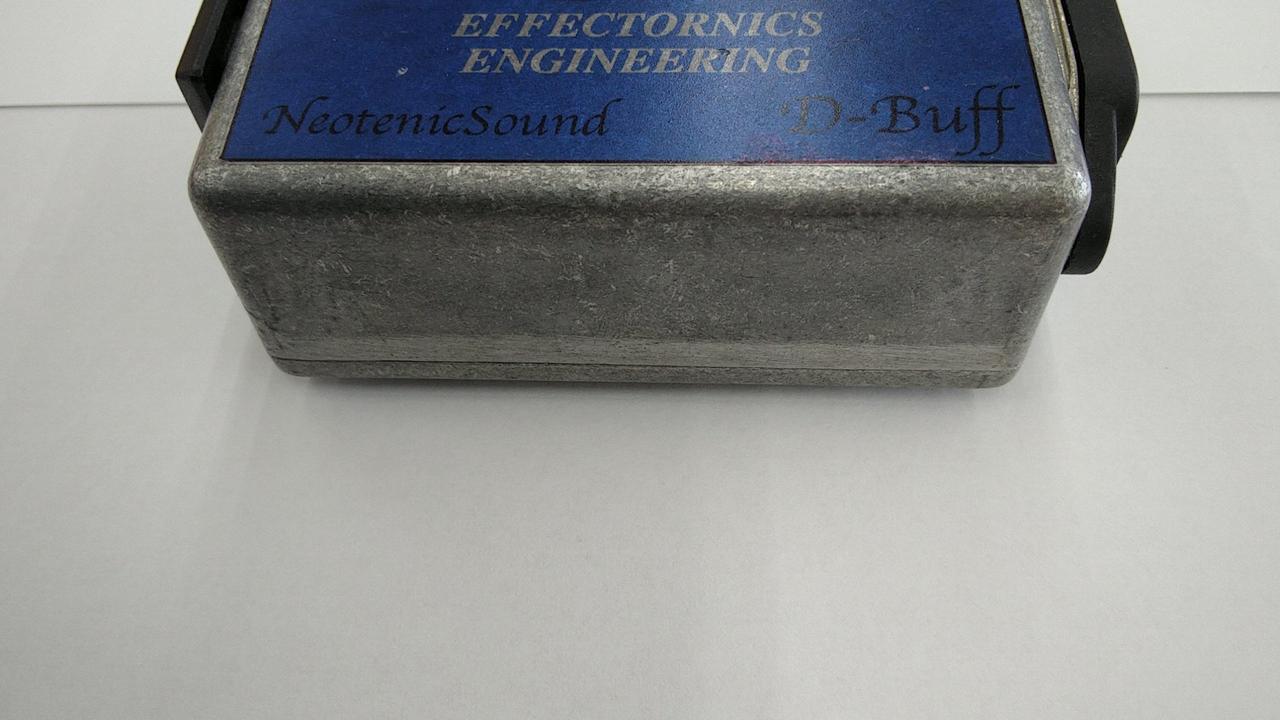 EFFECTORNICS
ENGINEERING
NeotenicSound D-Buff